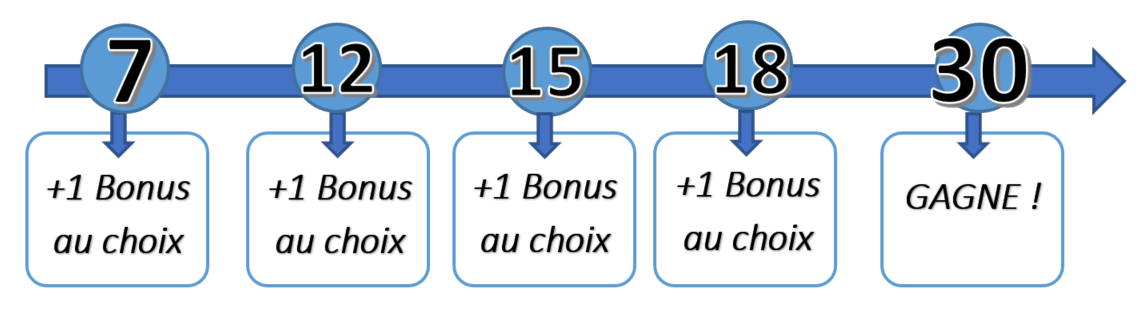 7
12
15
18
30
+1 Bonus
au choix
+1 Bonus
au choix
+1 Bonus
au choix
+1 Bonus
au choix
GAGNE !